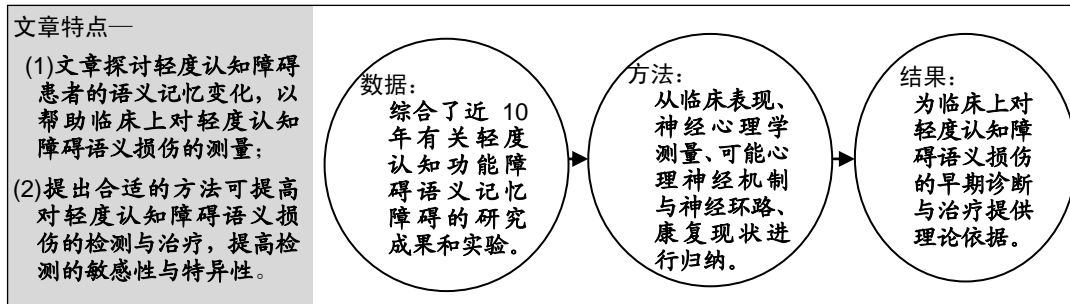 文章特点—
(1)文章探讨轻度认知障碍
患者的语义记忆变化，以
帮助临床上对轻度认知
障碍语义损伤的测量；
(2)提出合适的方法可提高
对轻度认知障碍语义损
伤的检测与治疗，提高检
测的敏感性与特异性。
数据：
综合了近 10
年有关轻度
认知功能障
碍语义记忆
障碍的研究
成果和实验。
方法：
从临床表现、
神经心理学
测量、可能心
理神经机制
与神经环路、
康复现状进
行归纳。
结果：
为临床上对
轻度认知障
碍语义损伤
的早期诊断
与治疗提供
理论依据。